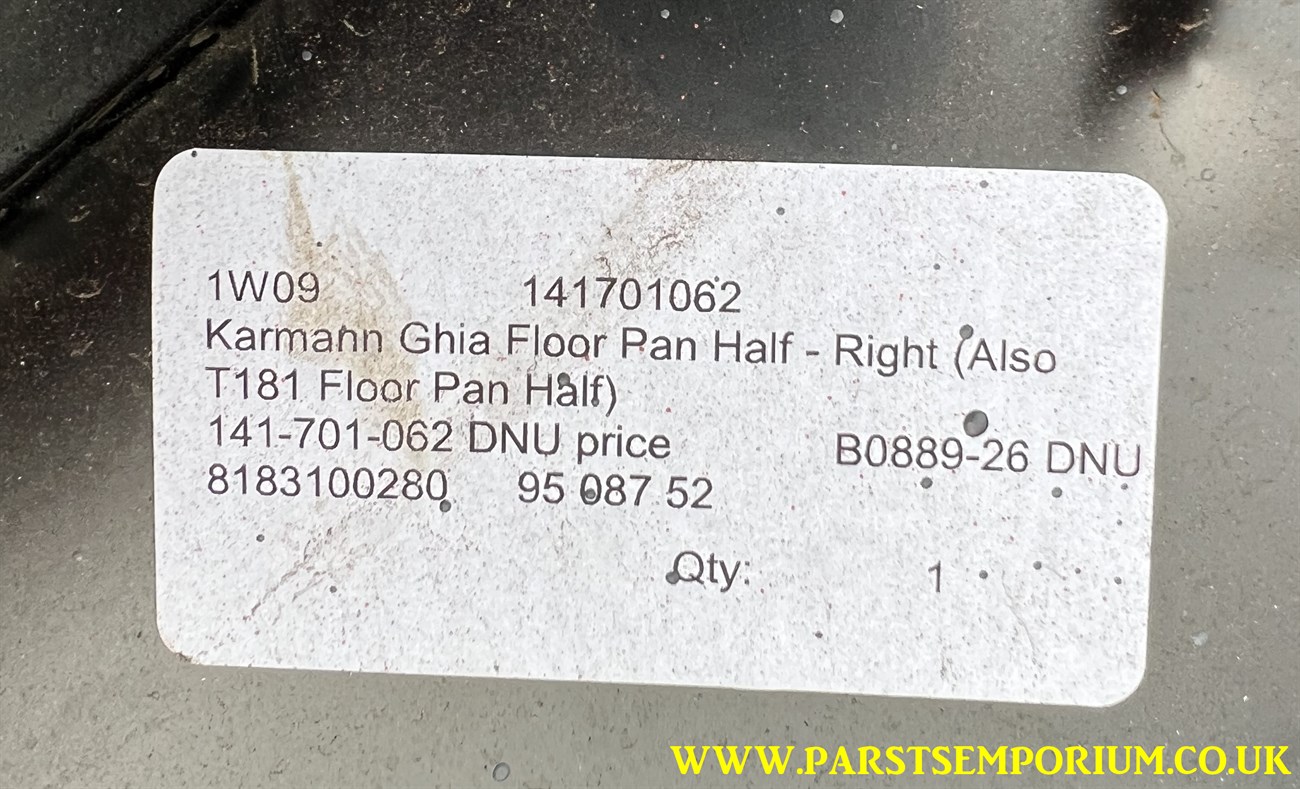 1W09 141701062
Karmann Ghia Floor Pan Half - Right (Also
T181 Floor Pan Half)
141-701-062 DNU price B0889-26 DNU
8183100280 95 087 52
Qty: 1
WWW.PARSTSEMPORIUM.CO.UK